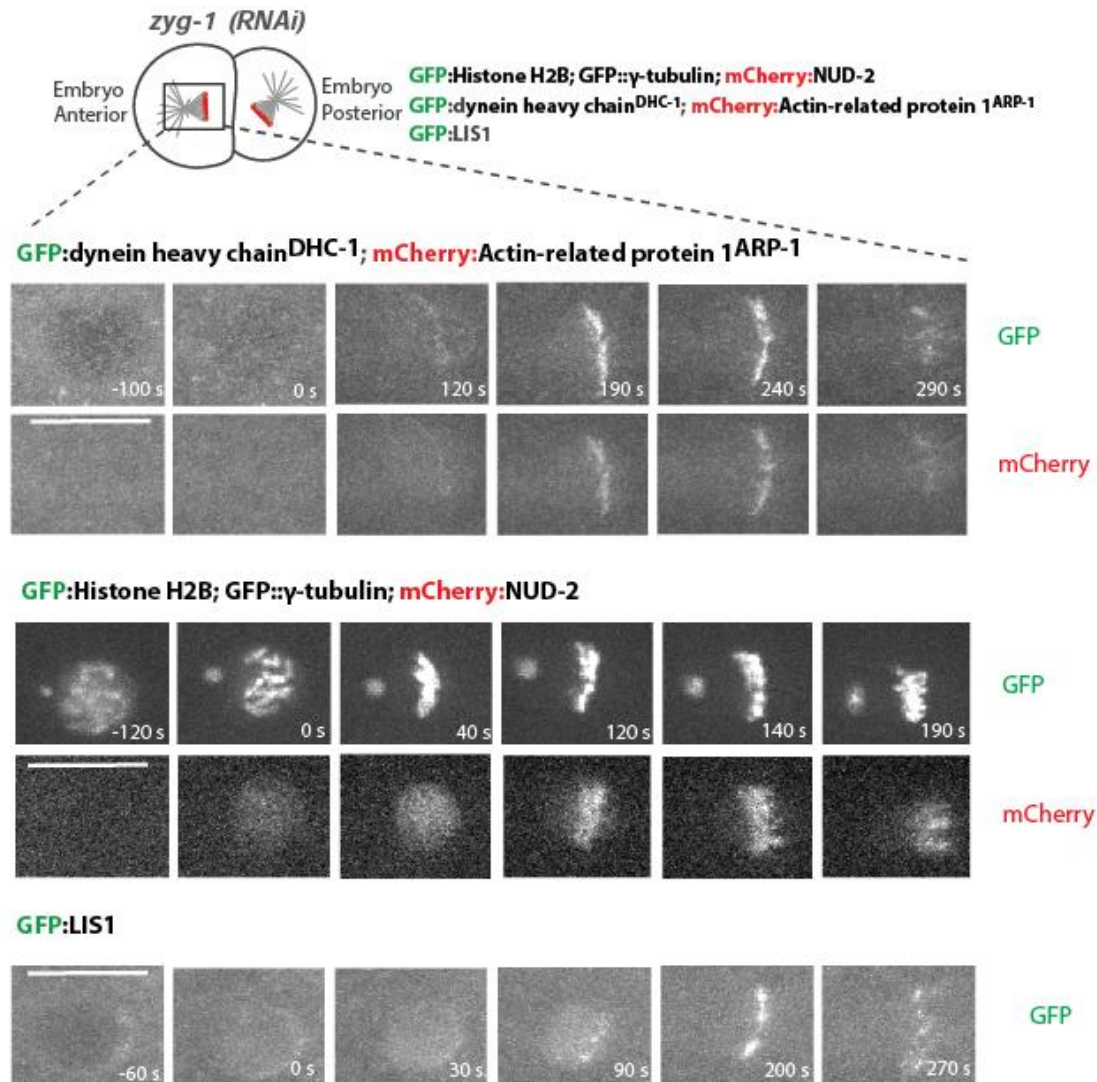 zyg-1 (RNAi)
Embryo Anterior
Embryo Posterior
GFP:Histone H2B; GFP::γ-tubulin; mCherry:NUD-2
GFP:dynein heavy chainDHC-1; mCherry:Actin-related protein 1ARP-1
GFP:LIS1
GFP:dynein heavy chainDHC-1; mCherry:Actin-related protein 1ARP-1
-100 s 0 s 120 s 190 s 240 s 290 s
GFP
mCherry
GFP:Histone H2B; GFP::γ-tubulin; mCherry:NUD-2
-120 s 0 s 40 s 120 s 140 s 190 s
GFP
mCherry
GFP:LIS1
-60 s 0 s 30 s 90 s 200 s 270 s
GFP